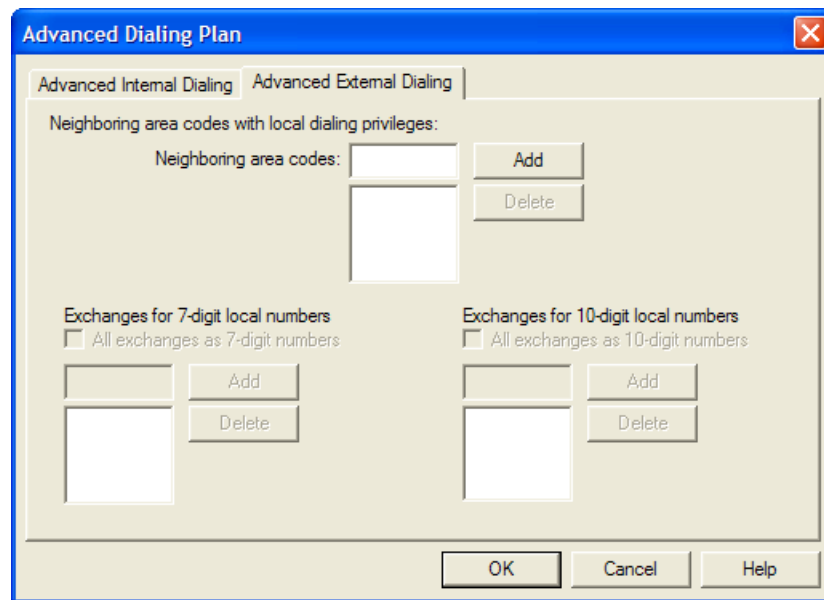 Advanced Dialing Plan
Advanced Internal Dialing Advanced External Dialing
Neighboring area codes with local dialing privileges:
Neighboring area codes: Add
Delete
Exchanges for 7-digit local numbers Exchanges for 10-digit local numbers
All exchanges as 7-digit numbers All exchanges as 10-digit numbers
Add Add
Delete Delete
OK Cancel Help